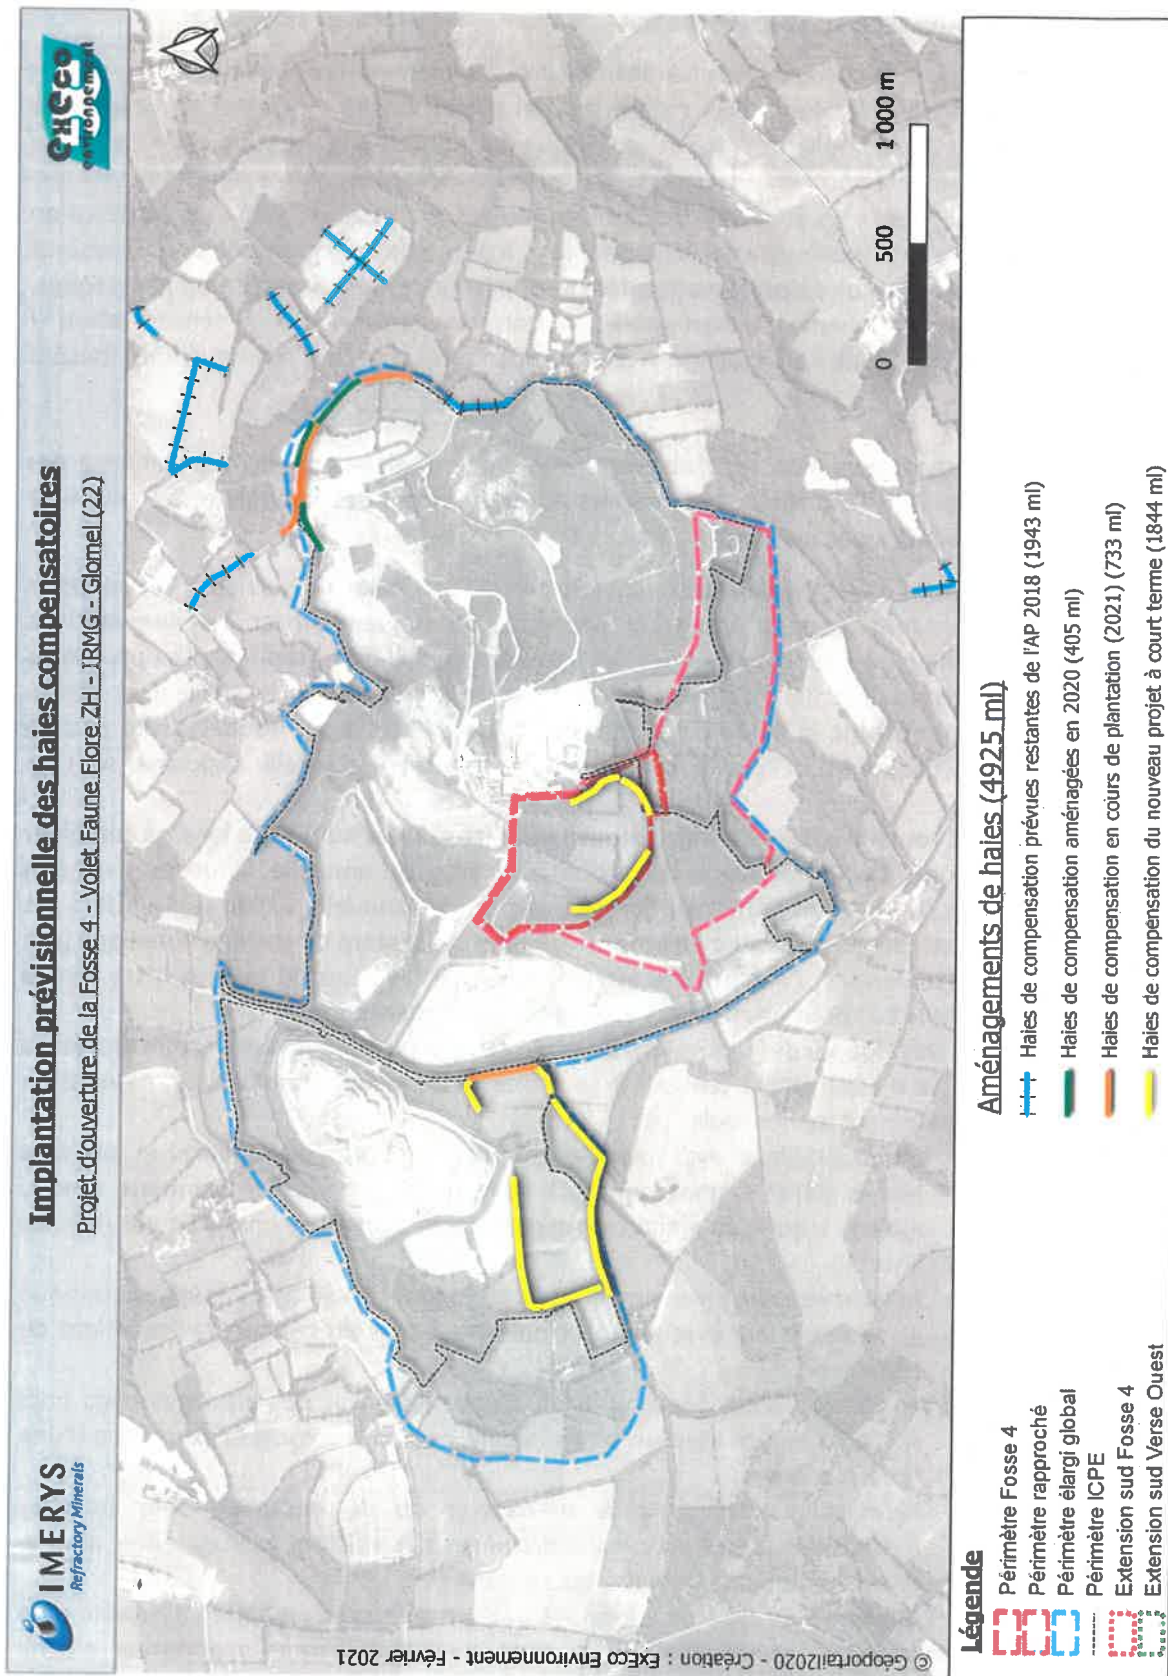 IMERYS
Refractory Minerals
Implantation prévisionnelle des haies compensatoires
Projet d'ouverture de la Fosse 4 - Volet Faune Flore ZH - IRMG - Glomel (22)
execo
environnement
0 500 1 000 m
© Géoportail2020 - Création : ExEco Environnement - Février 2021
Légende
Périmètre Fosse 4
Périmètre rapproché
Périmètre élargi global
Périmètre ICPE
Extension sud Fosse 4
Extension sud Verse Ouest
Aménagements de haies (4925 ml)
Haies de compensation prévues restantes de l'AP 2018 (1943 ml)
Haies de compensation aménagées en 2020 (405 ml)
Haies de compensation en cours de plantation (2021) (733 ml)
Haies de compensation du nouveau projet à court terme (1844 ml)